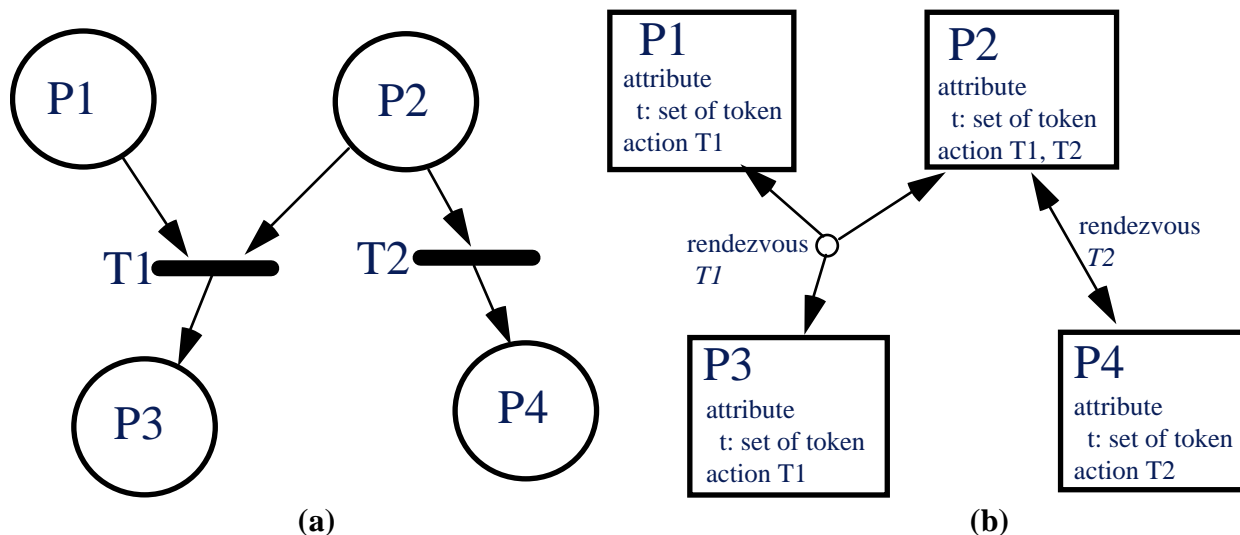 P1
P2
T1
T2
P3
P4
(a)
P1
attribute
t: set of token
action T1
P2
attribute
t: set of token
action T1, T2
rendezvous
T1
rendezvous
T2
P3
attribute
t: set of token
action T1
P4
attribute
t: set of token
action T2
(b)